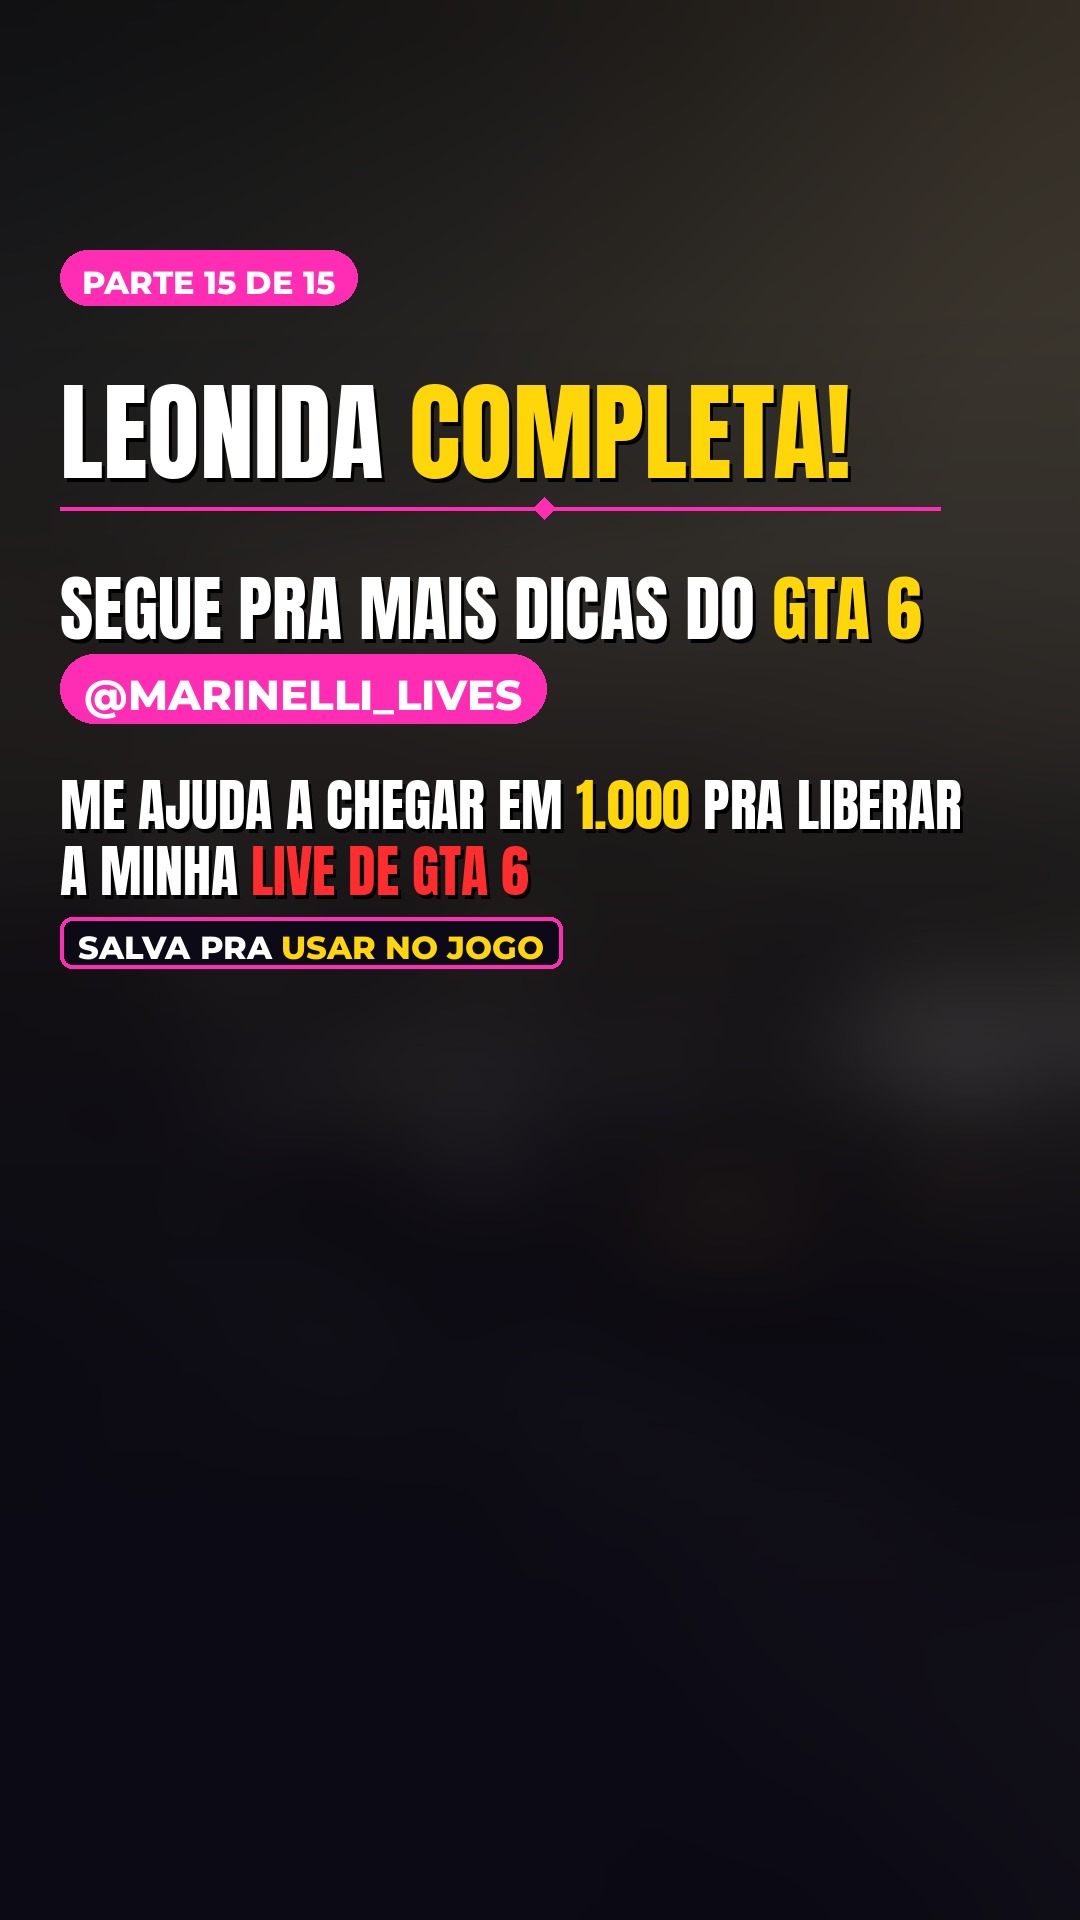 PARTE 15 DE 15
LEONIDA COMPLETA!
SEGUE PRA MAIS DICAS DO GTA 6
@MARINELLI_LIVES
ME AJUDA A CHEGAR EM 1.000 PRA LIBERAR
A MINHA LIVE DE GTA 6
SALVA PRA USAR NO JOGO